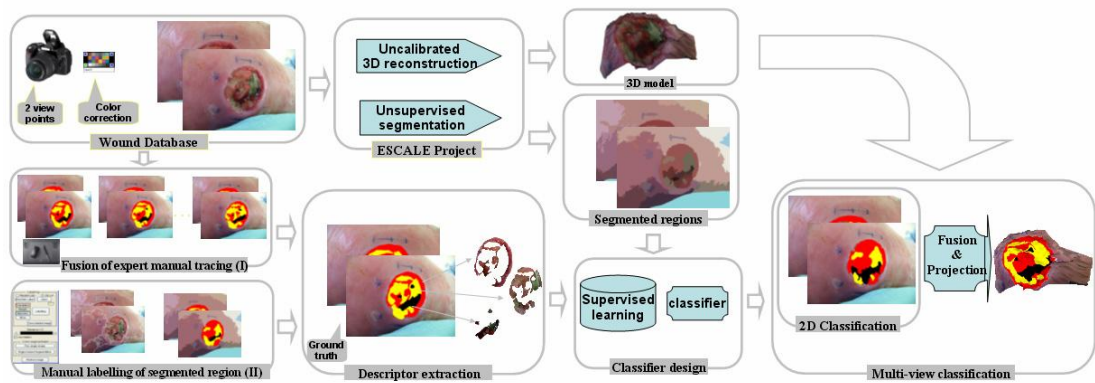 2 view
points
Color
correction
Wound Database
Uncalibrated
3D reconstruction
Unsupervised
segmentation
ESCALE Project
3D model
Segmented regions
Fusion of expert manual tracing (I)
Manual labelling of segmented region (II)
Ground
truth
Descriptor extraction
Supervised
learning
classifier
Classifier design
2D Classification
Fusion
&
Projection
Multi-view classification